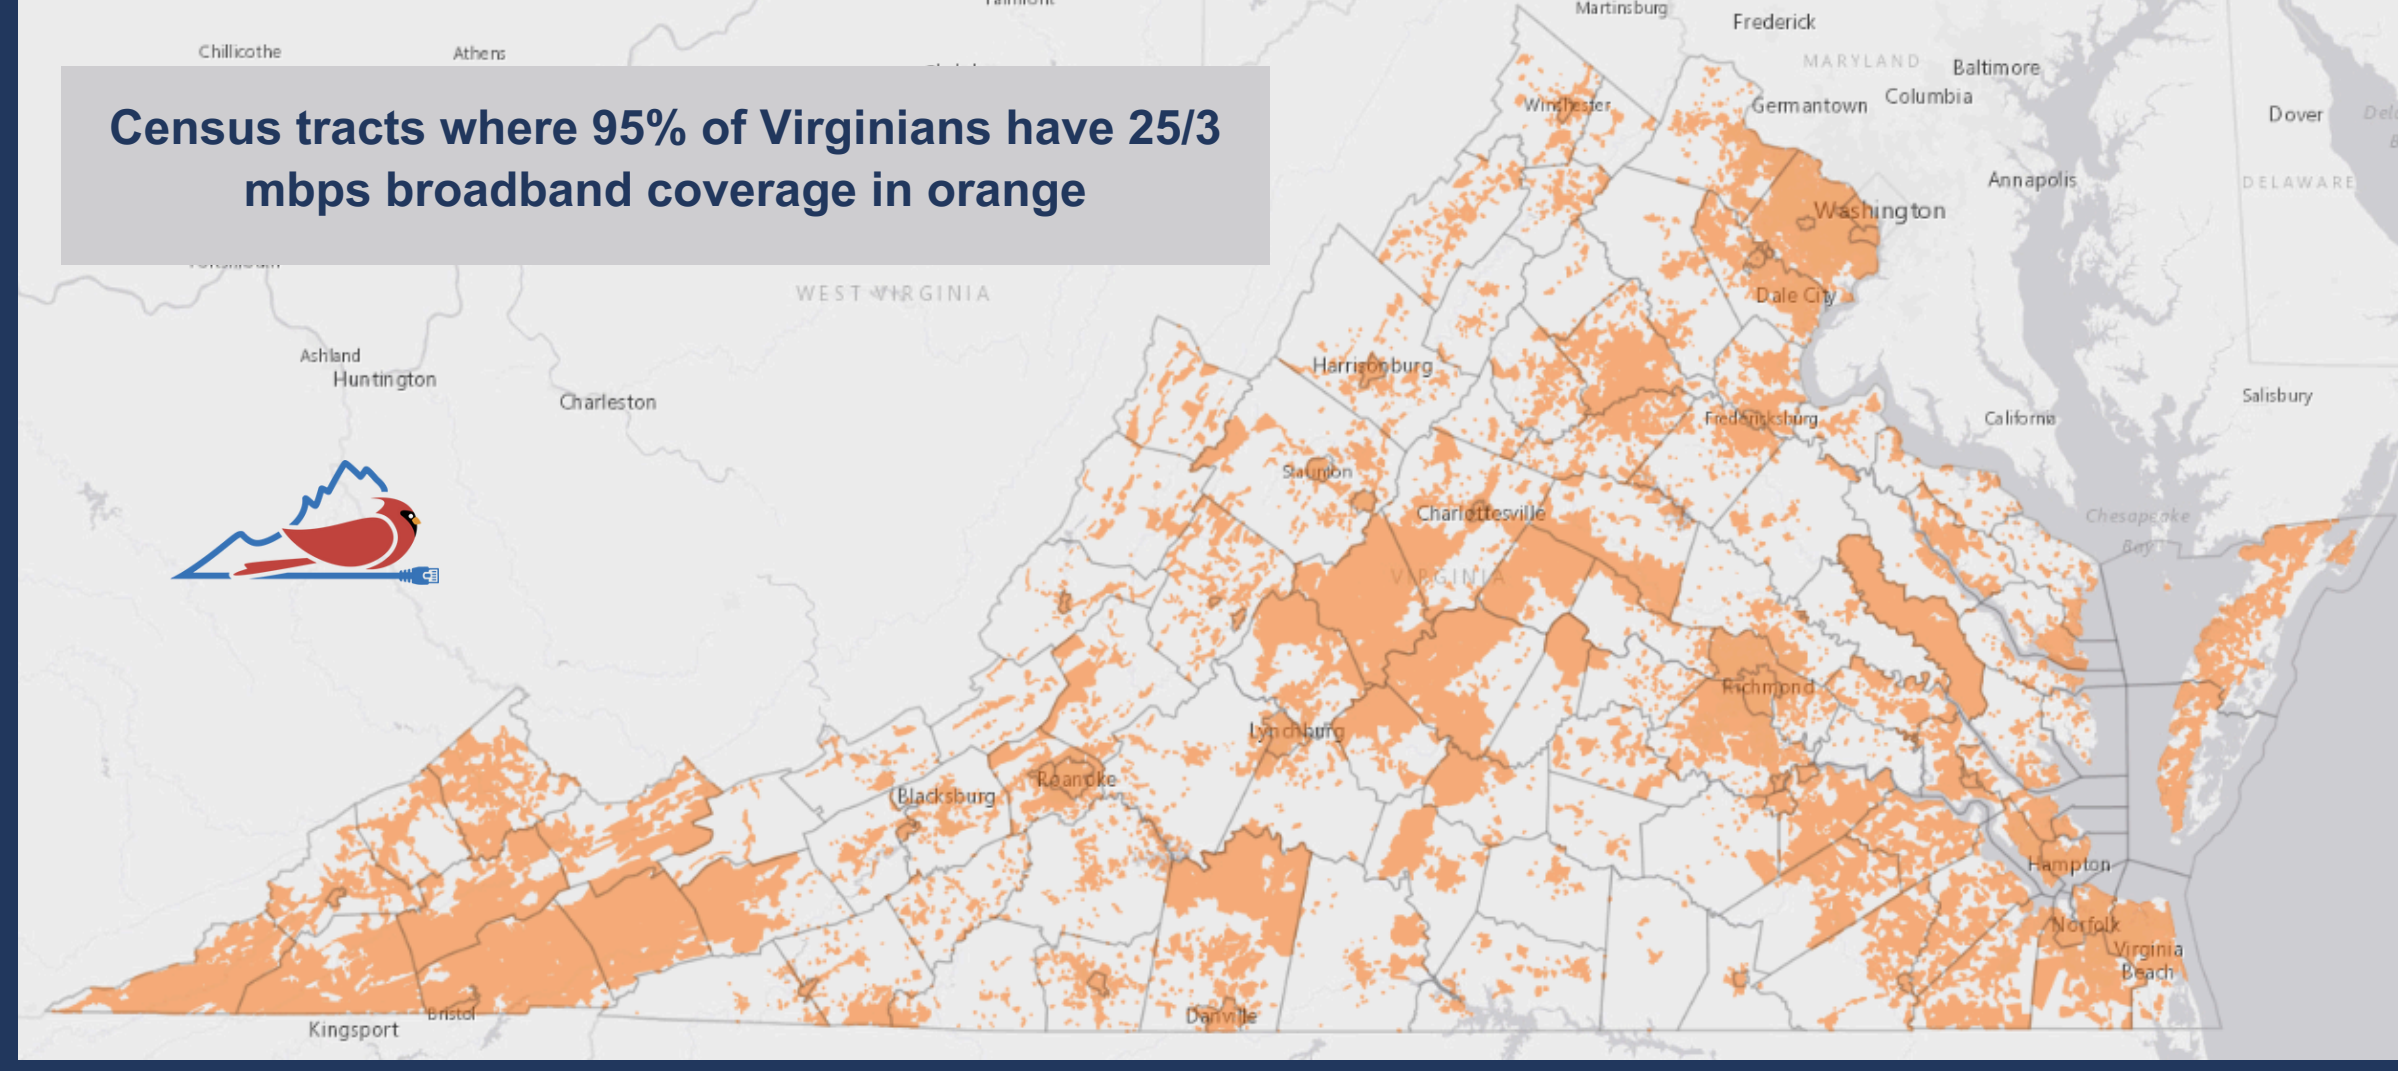 Martinsburg
Frederick
Chillicothe
Athens
MARYLAND
Baltimore
Census tracts where 95% of Virginians have 25/3
mbps broadband coverage in orange
Winchester
Germantown
Columbia
Dover
Annapolis
DELAWARE
Washington
WEST VIRGINIA
Dale City
Ashland
Huntington
Harrisonburg
Charleston
Salisbury
Fredericksburg
California
Staunton
Charlottesville
Chesapeake
Bay
VIRGINIA
Richmond
Lynchburg
Roanoke
Blacksburg
Hampton
Norfolk
Virginia
Beach
Bristol
Danville
Kingsport